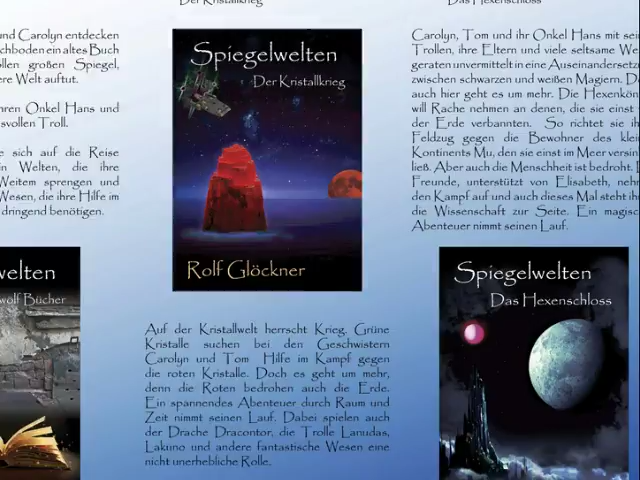 Der Kristallkrieg
Das Hexenschloss
und Carolyn entdecken
chboden ein altes Buch
ollen großen Spiegel,
ere Welt auftut.
hren Onkel Hans und
svollen Troll.
e sich auf die Reise
in Welten, die ihre
Weitem sprengen und
Wesen, die ihre Hilfe im
dringend benötigen.
welten
wolf Bücher
Spiegelwelten
Der Kristallkrieg
Rolf Glöckner
Auf der Kristallwelt herrscht Krieg. Grüne
Kristalle suchen bei den Geschwistern
Carolyn und Tom Hilfe im Kampf gegen
die roten Kristalle. Doch es geht um mehr,
denn die Roten bedrohen auch die Erde.
Ein spannendes Abenteuer durch Raum und
Zeit nimmt seinen Lauf. Dabei spielen auch
der Drache Dracontor, die Trolle Lanudas,
Lakuno und andere fantastische Wesen eine
nicht unerhebliche Rolle.
Carolyn, Tom und ihr Onkel Hans mit sei
Trollen, ihre Eltern und viele seltsame We
geraten unvermittelt in eine Auseinandersetz
zwischen schwarzen und weißen Magiern. D
auch hier geht es um mehr. Die Hexenkön
will Rache nehmen an denen, die sie einst
der Erde verbannten. So richtet sie ih
Feldzug gegen die Bewohner des klei
Kontinents Mu, den sie einst im Meer versin
ließ. Aber auch die Menschheit ist bedroht.
Freunde, unterstützt von Elisabeth, neh
den Kampf auf und auch dieses Mal steht ih
die Wissenschaft zur Seite. Ein magisc
Abenteuer nimmt seinen Lauf.
Spiegelwelten
Das Hexenschloss